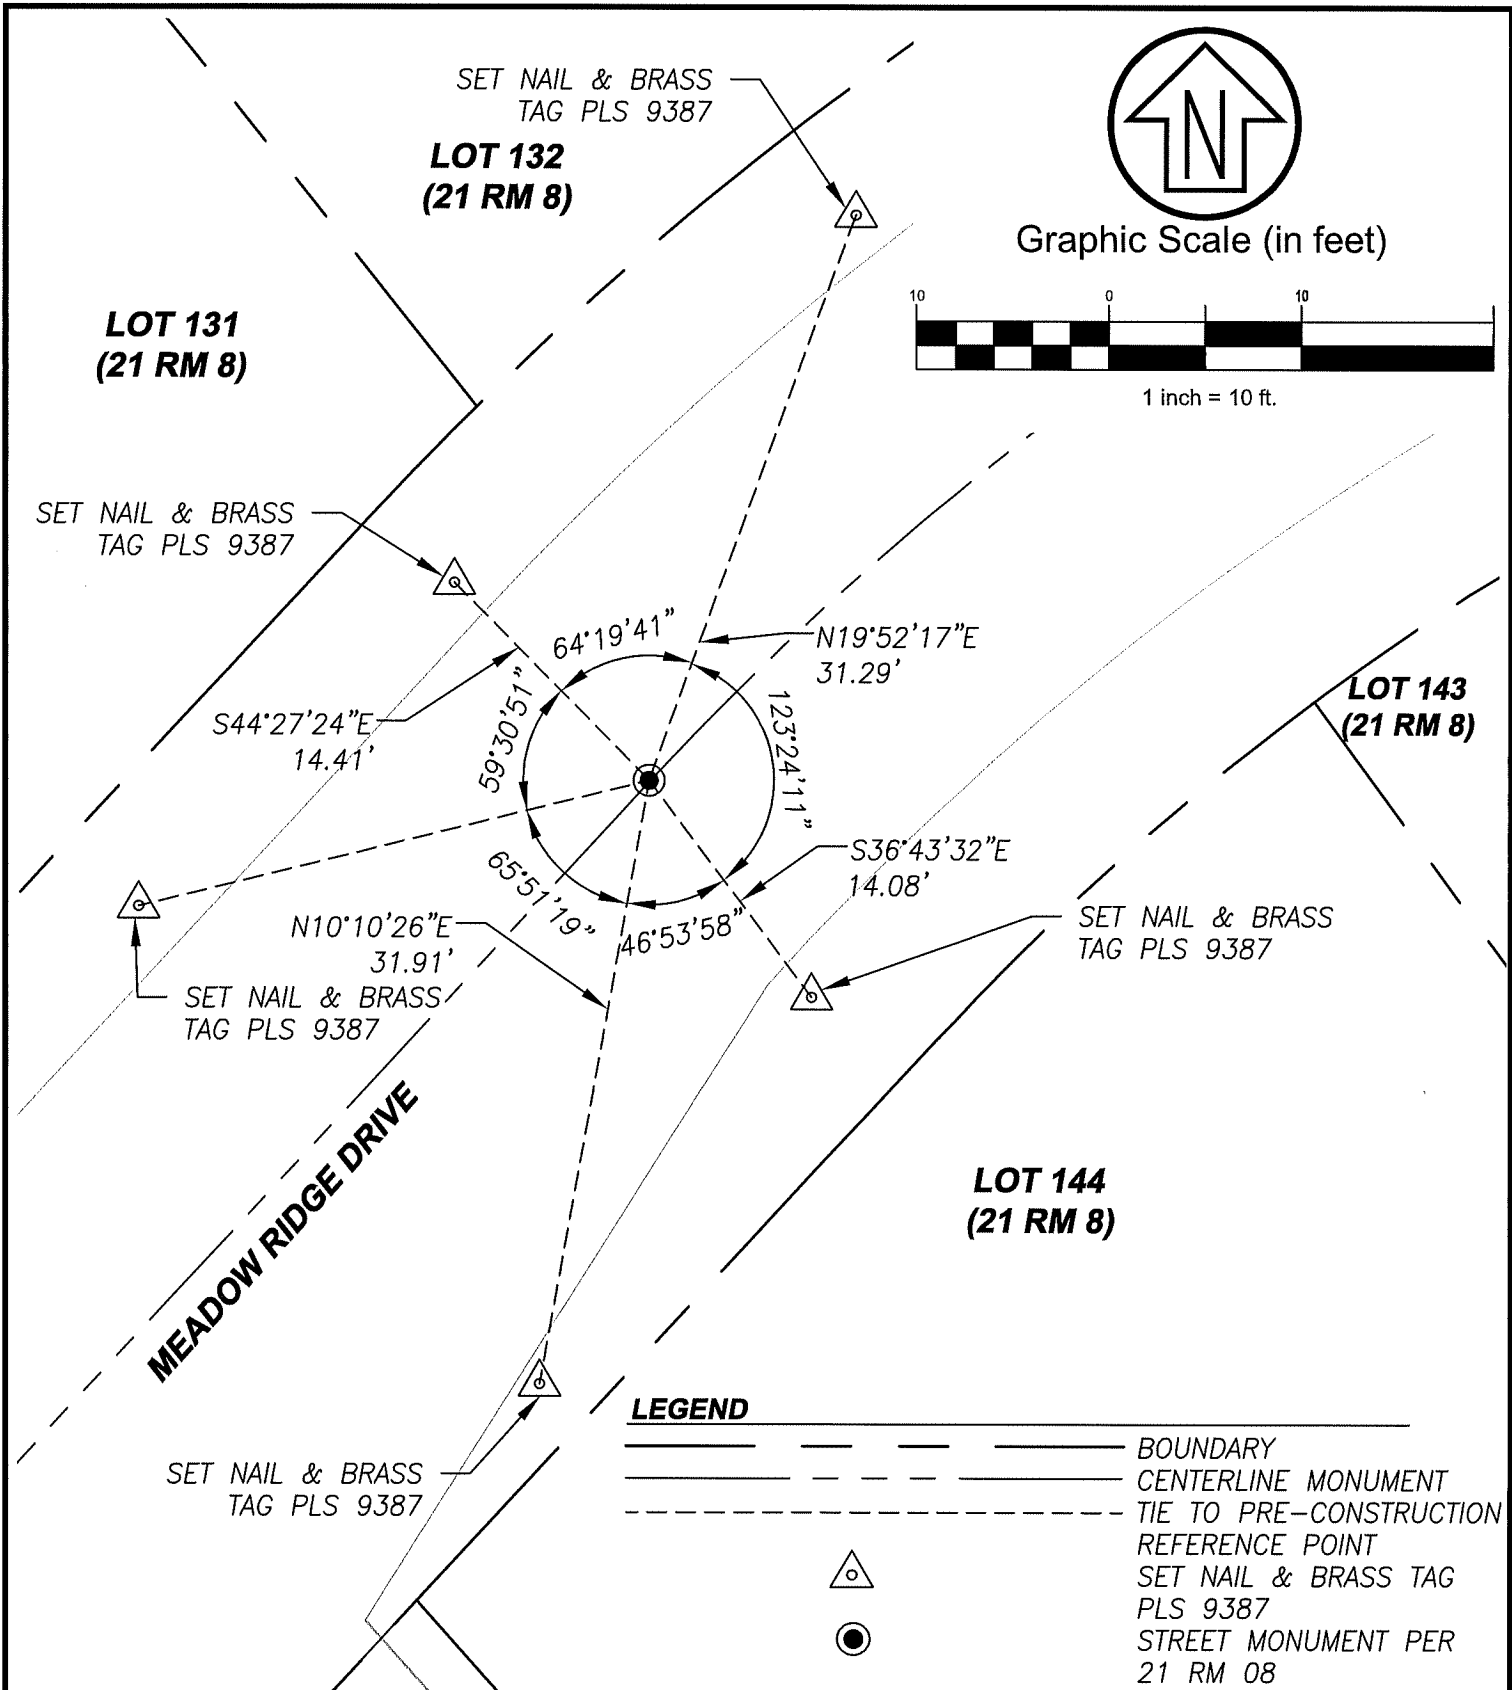 SET NAIL & BRASS
TAG PLS 9387
LOT 132
(21 RM 8)
N
Graphic Scale (in feet)
10 0 10
1 inch = 10 ft.
LOT 131
(21 RM 8)
SET NAIL & BRASS
TAG PLS 9387
64°19'41"
N19°52'17"E
31.29'
S44°27'24"E
14.41'
59°30'51"
123°24'11"
LOT 143
(21 RM 8)
S36°43'32"E
14.08'
65°51'19"
46°53'58"
N10°10'26"E
31.91'
SET NAIL & BRASS
TAG PLS 9387
SET NAIL & BRASS
TAG PLS 9387
MEADOW RIDGE DRIVE
LOT 144
(21 RM 8)
SET NAIL & BRASS
TAG PLS 9387
LEGEND
BOUNDARY
CENTERLINE MONUMENT
TIE TO PRE-CONSTRUCTION
REFERENCE POINT
SET NAIL & BRASS TAG
PLS 9387
STREET MONUMENT PER
21 RM 08